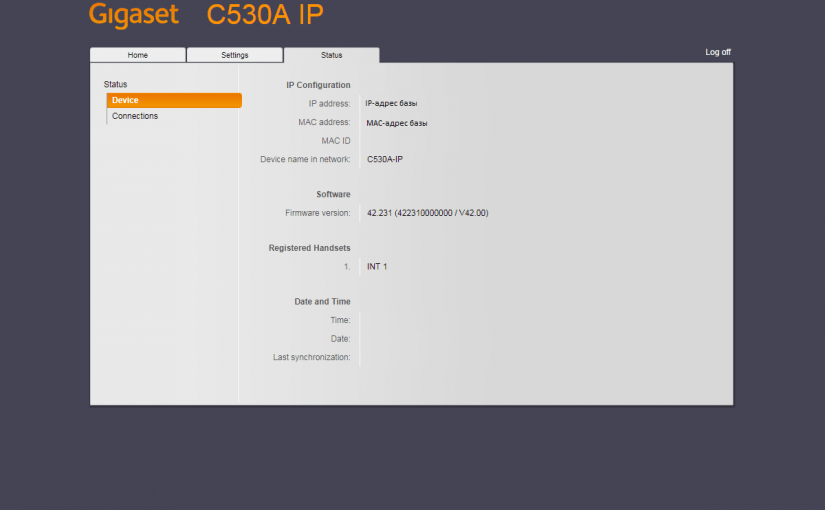 Gigaset C530A IP
Home Settings Status Log off
Status
Device
Connections
IP Configuration
IP address: IP-адрес базы
MAC address: MAC-адрес базы
MAC ID
Device name in network: C530A-IP
Software
Firmware version: 42.231 (422310000000 / V42.00)
Registered Handsets
1. INT 1
Date and Time
Time:
Date:
Last synchronization: